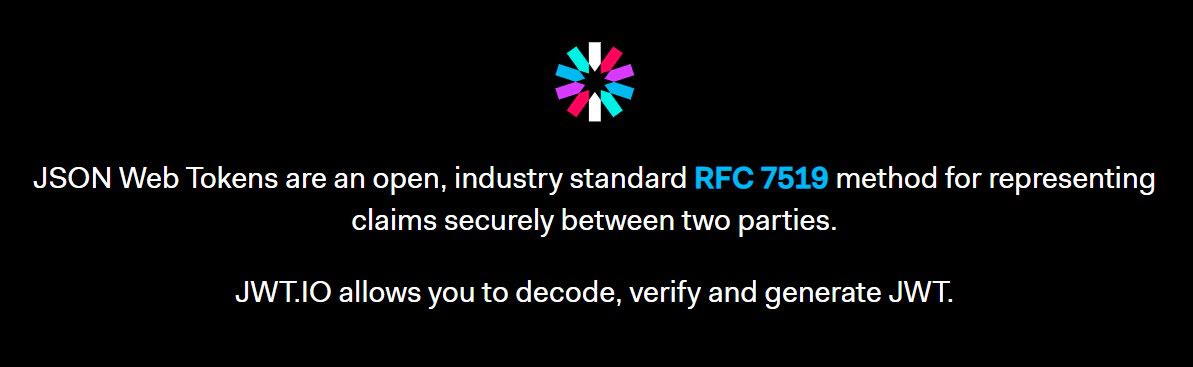 JSON Web Tokens are an open, industry standard RFC 7519 method for representing
claims securely between two parties.
JWT.IO allows you to decode, verify and generate JWT.